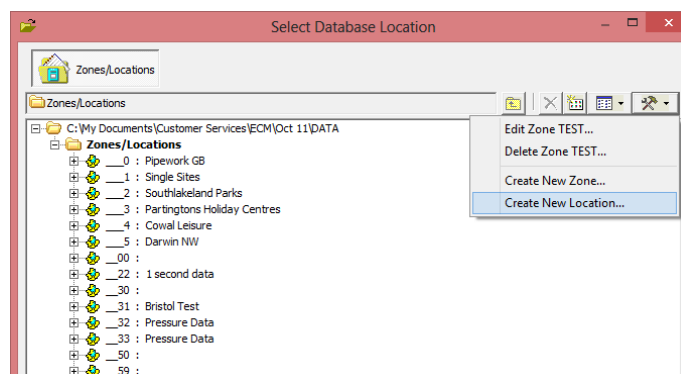 Select Database Location
Zones/Locations
Zones/Locations
C:\My Documents\Customer Services\ECM\Oct 11\DATA
Zones/Locations
___0 : Pipework GB
___1 : Single Sites
___2 : Southlakeland Parks
___3 : Partingtons Holiday Centres
___4 : Cowal Leisure
___5 : Darwin NW
__00 :
__22 : 1 second data
__30 :
__31 : Bristol Test
__32 : Pressure Data
__33 : Pressure Data
__50 :
__59 :
Edit Zone TEST...
Delete Zone TEST...
Create New Zone...
Create New Location...